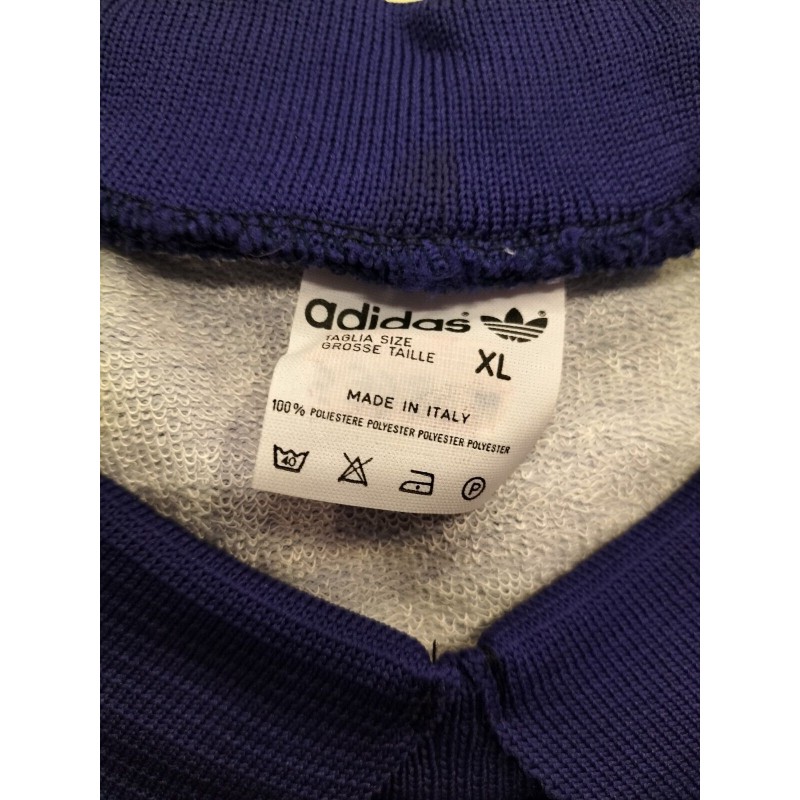 adidas®
TAGLIA SIZE
GROSSE TAILLE
XL
MADE IN ITALY
100% POLIESTERE POLYESTER POLYESTER POLYESTER
40
P